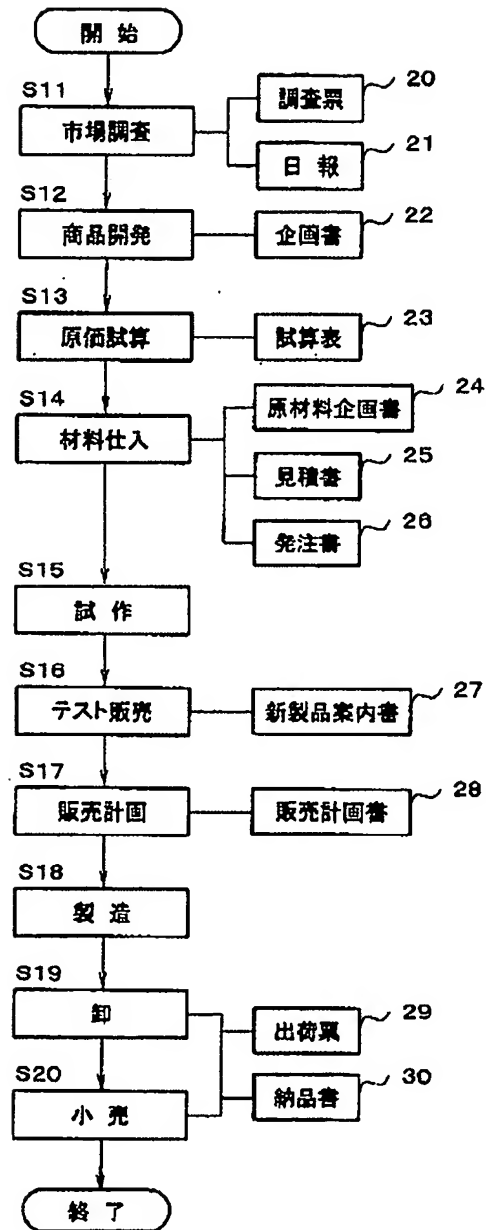 開始
S11
市場調査
調査票
20
日報
21
S12
商品開発
企画書
22
S13
原価試算
試算表
23
S14
材料仕入
原材料企画書
24
見積書
25
発注書
26
S15
試作
S16
テスト販売
新製品案内書
27
S17
販売計画
販売計画書
28
S18
製造
S19
卸
出荷票
29
納品書
30
S20
小売
終了